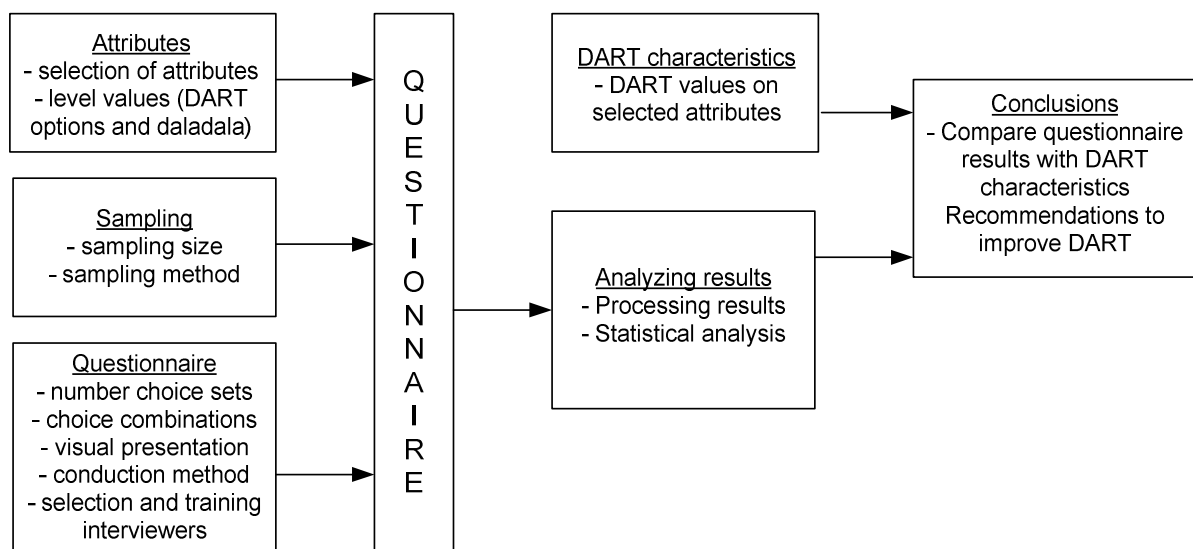 Attributes
- selection of attributes
- level values (DART
options and daladala)
Sampling
- sampling size
- sampling method
Questionnaire
- number choice sets
- choice combinations
- visual presentation
- conduction method
- selection and training
interviewers
QUESTIONNAIRE
DART characteristics
- DART values on
selected attributes
Analyzing results
- Processing results
- Statistical analysis
Conclusions
- Compare questionnaire
results with DART
characteristics
Recommendations to
improve DART